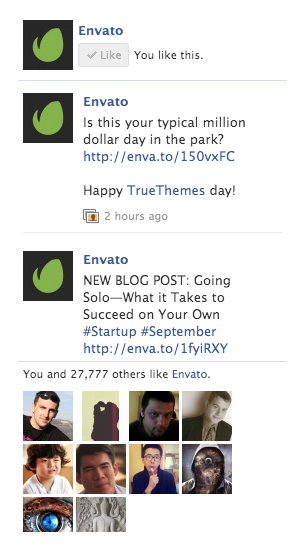 Envato
Like
You like this.
Envato
Is this your typical million
dollar day in the park?
http://enva.to/150vxFC
Happy TrueThemes day!
2 hours ago
Envato
NEW BLOG POST: Going
Solo—What it Takes to
Succeed on Your Own
#Startup #September
http://enva.to/1fyiRXY
You and 27,777 others like Envato.